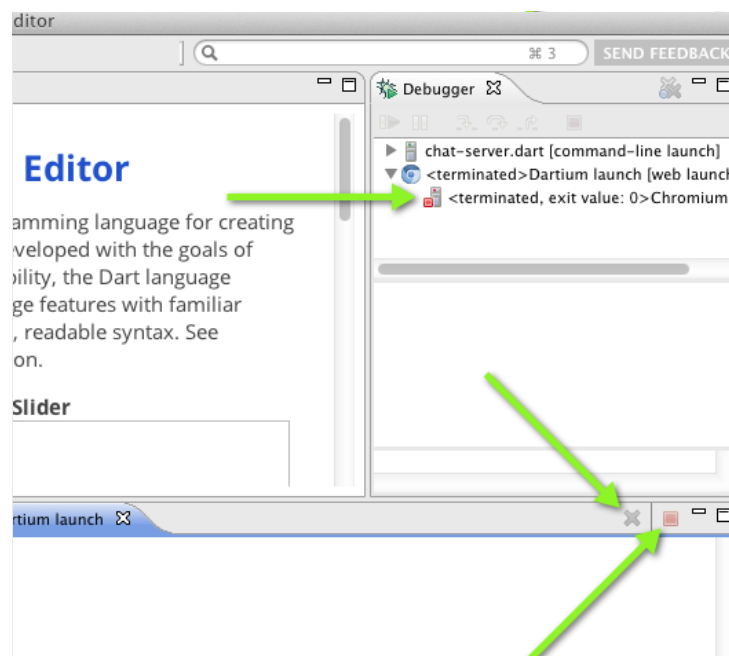 ditor
⌘ 3
SEND FEEDBACK
Debugger
chat-server.dart [command-line launch]
<terminated>Dartium launch [web launch
<terminated, exit value: 0>Chromium
Editor
amming language for creating
veloped with the goals of
bility, the Dart language
ge features with familiar
, readable syntax. See
on.
Slider
rtium launch